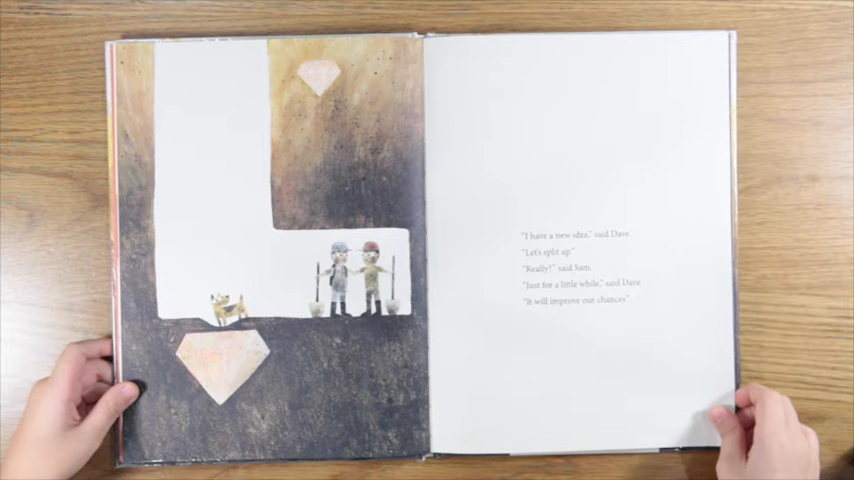 "I have a new idea," said Dave.
"Let's split up."
"Really?" said Sam.
"Just for a little while," said Dave.
"It will improve our chances."